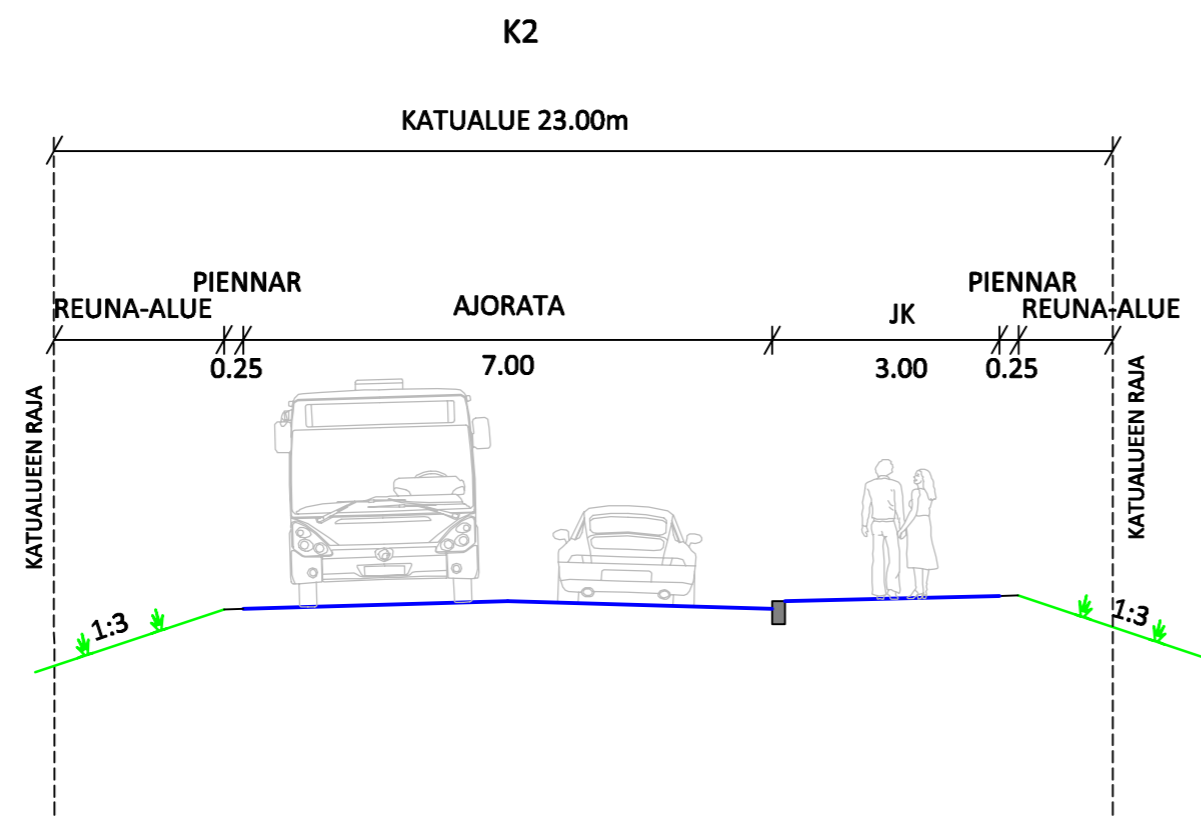 K2
KATUALUE 23.00m
PIENNAR
PIENNAR
REUNA-ALUE
AJORATA
JK
REUNA-ALUE
0.25
7.00
3.00
0.25
KATUALUEEN RAJA
KATUALUEEN RAJA
1:3
1:3